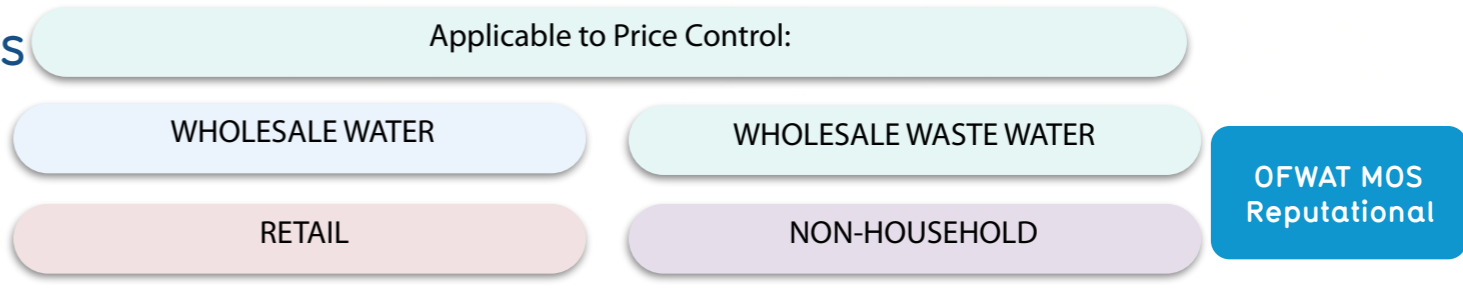 s
Applicable to Price Control:
WHOLESALE WATER
WHOLESALE WASTE WATER
OFWAT MOS
Reputational
RETAIL
NON-HOUSEHOLD